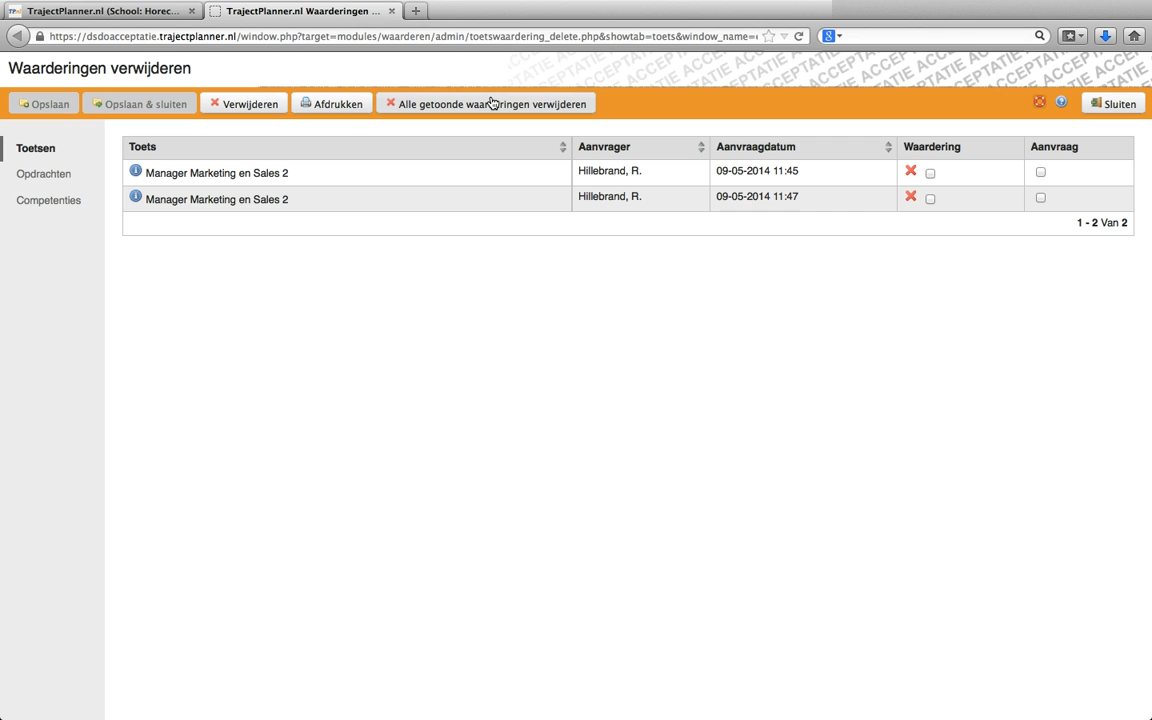 TrajectPlanner.nl (School: Horec...
TrajectPlanner.nl Waarderingen ...
https://dsdoacceptatie.trajectplanner.nl/window.php?target=modules/waarderen/admin/toetswaardering_delete.php&showtab=toets&window_name=
Waarderingen verwijderen
Opslaan
Opslaan & sluiten
Verwijderen
Afdrukken
Alle getoonde waarderingen verwijderen
Sluiten
Toetsen
Opdrachten
Competenties
Toets Aanvrager Aanvraagdatum Waardering Aanvraag
Manager Marketing en Sales 2 Hillebrand, R. 09-05-2014 11:45
Manager Marketing en Sales 2 Hillebrand, R. 09-05-2014 11:47
1 - 2 Van 2